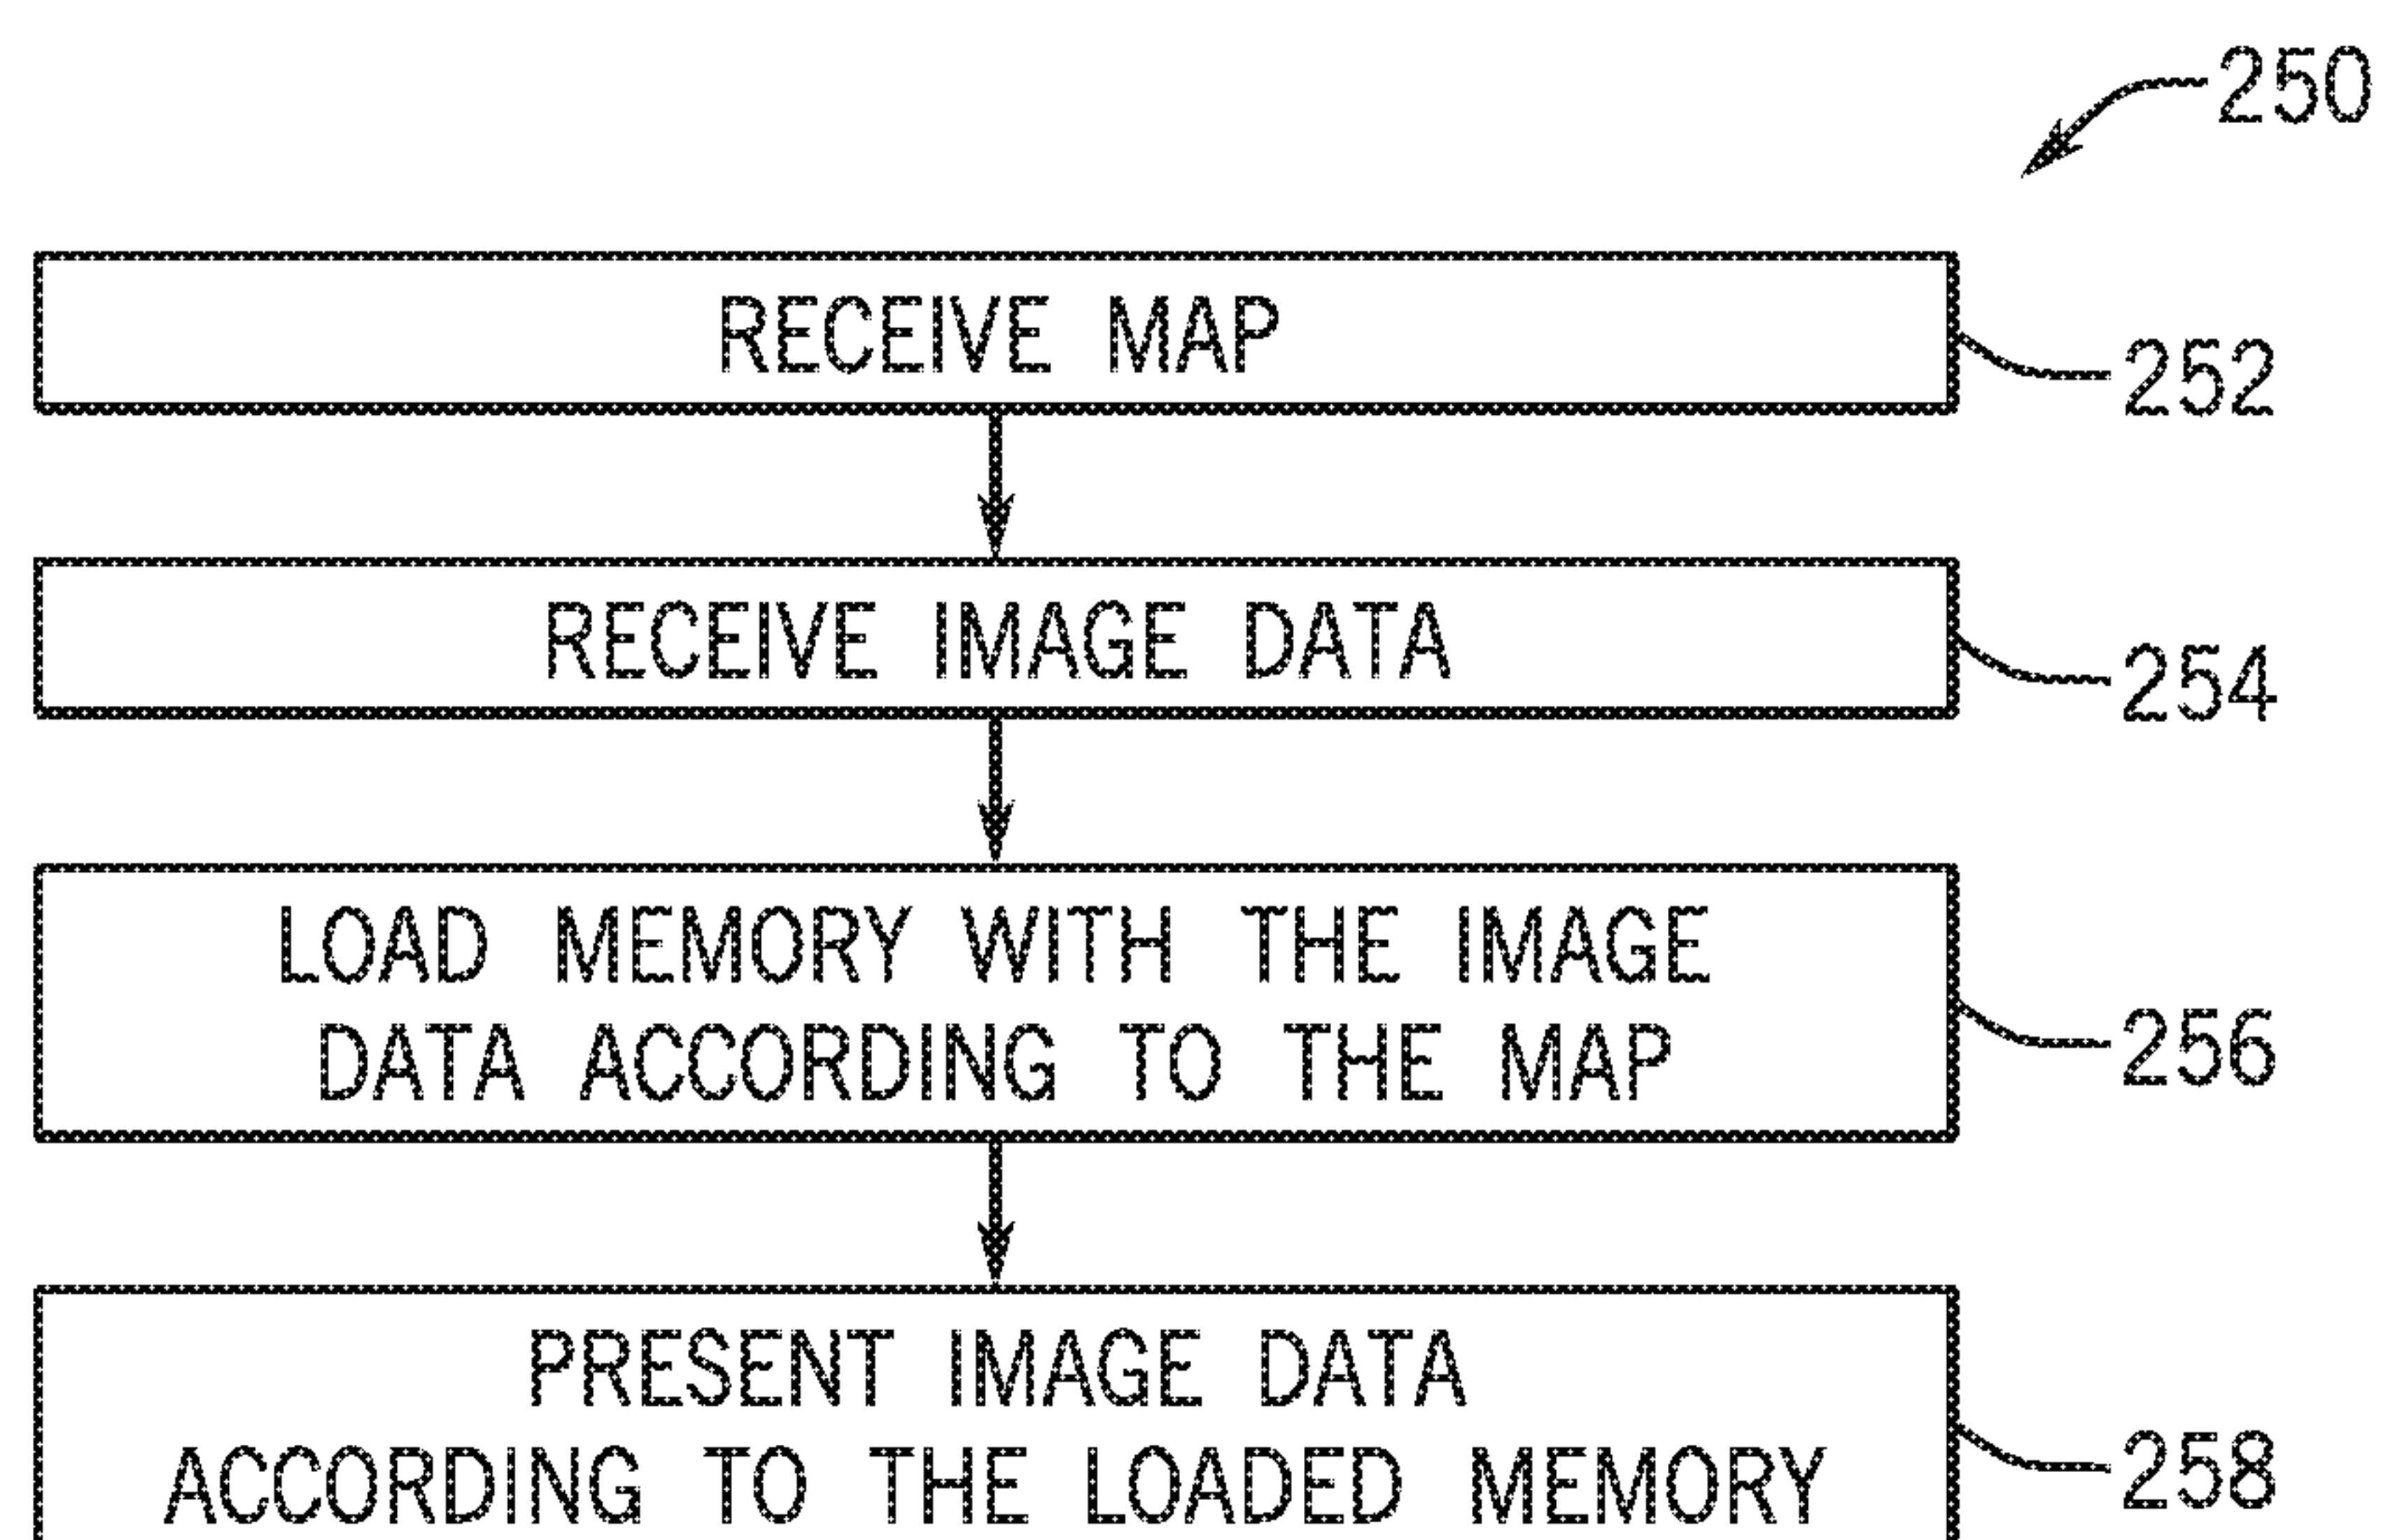 250
RECEIVE MAP
252
RECEIVE IMAGE DATA
254
LOAD MEMORY WITH THE IMAGE
DATA ACCORDING TO THE MAP
256
PRESENT IMAGE DATA
ACCORDING TO THE LOADED MEMORY
258